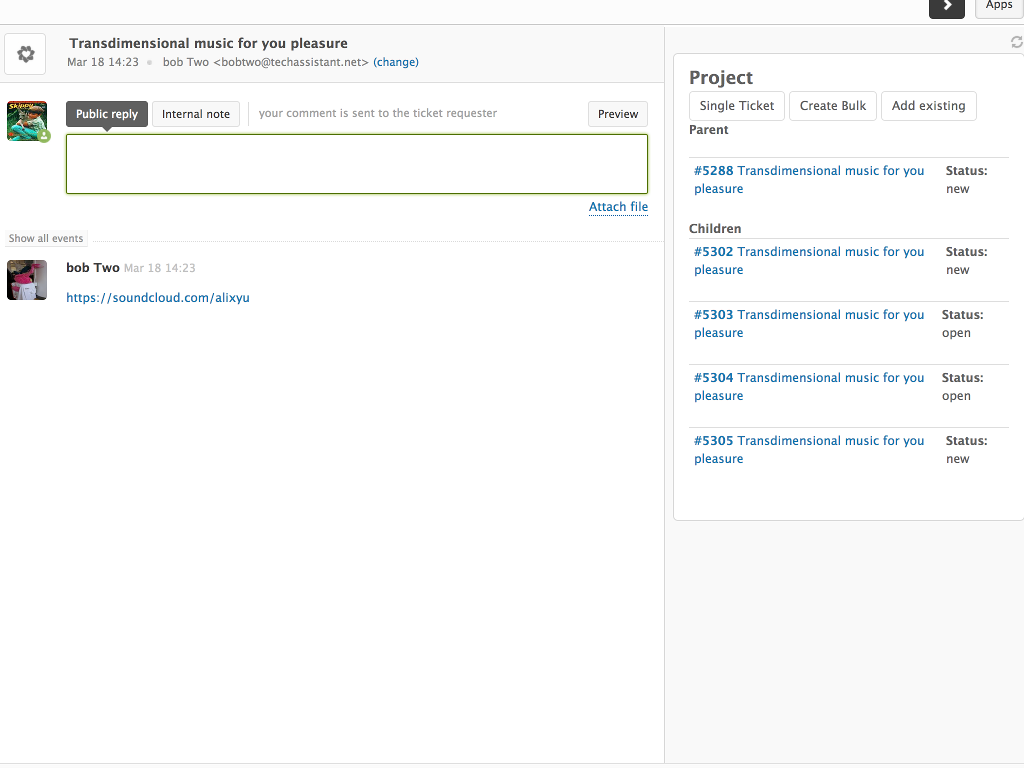 Apps
Transdimensional music for you pleasure
Mar 18 14:23 bob Two <bobtwo@techassistant.net> (change)
Public reply Internal note your comment is sent to the ticket requester Preview
Attach file
Show all events
bob Two Mar 18 14:23
https://soundcloud.com/alixyu
Project
Single Ticket Create Bulk Add existing
Parent
#5288 Transdimensional music for you Status:
pleasure new
Children
#5302 Transdimensional music for you Status:
pleasure new
#5303 Transdimensional music for you Status:
pleasure open
#5304 Transdimensional music for you Status:
pleasure open
#5305 Transdimensional music for you Status:
pleasure new